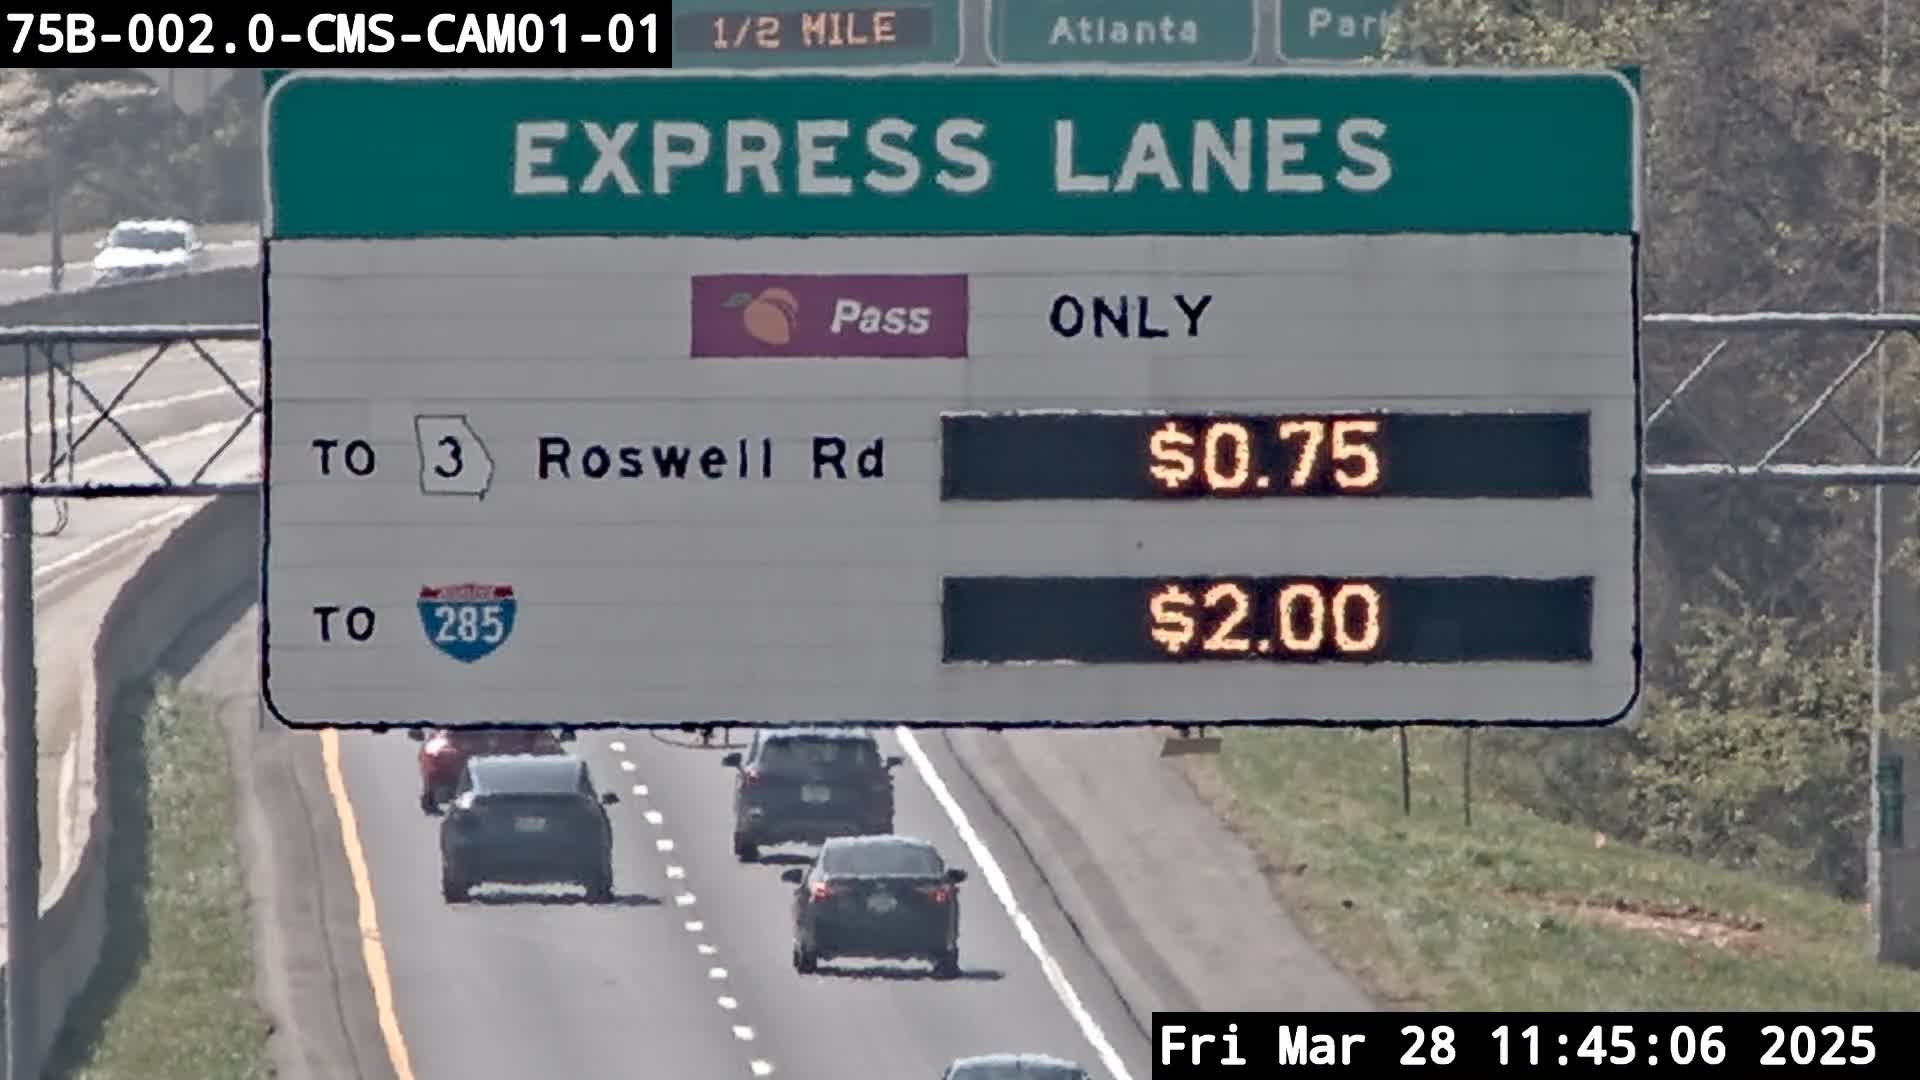 75B-002.0-CMS-CAM01-01
1/2 MILE
Atlanta
EXPRESS LANES
Pass ONLY
TO 3 Roswell Rd $0.75
TO 285 $2.00
Fri Mar 28 11:45:06 2025